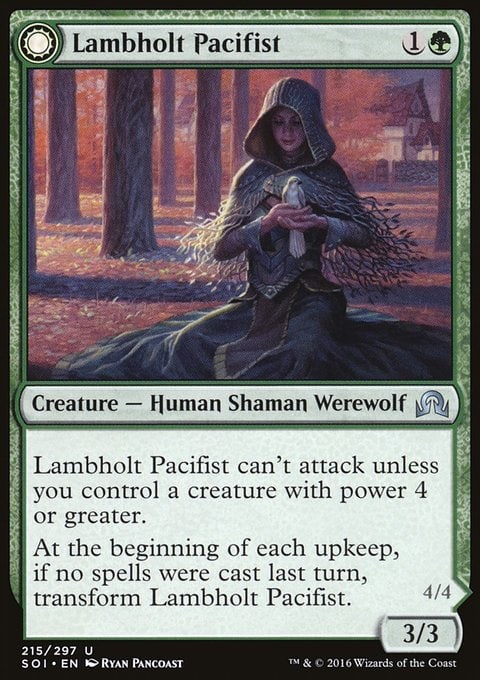 Lambholt Pacifist 1
Creature — Human Shaman Werewolf
Lambholt Pacifist can't attack unless
you control a creature with power 4
or greater.
At the beginning of each upkeep,
if no spells were cast last turn,
transform Lambholt Pacifist.
4/4
3/3
215/297 U
SOI • EN Ryan Pancoast
™ & © 2016 Wizards of the Coast